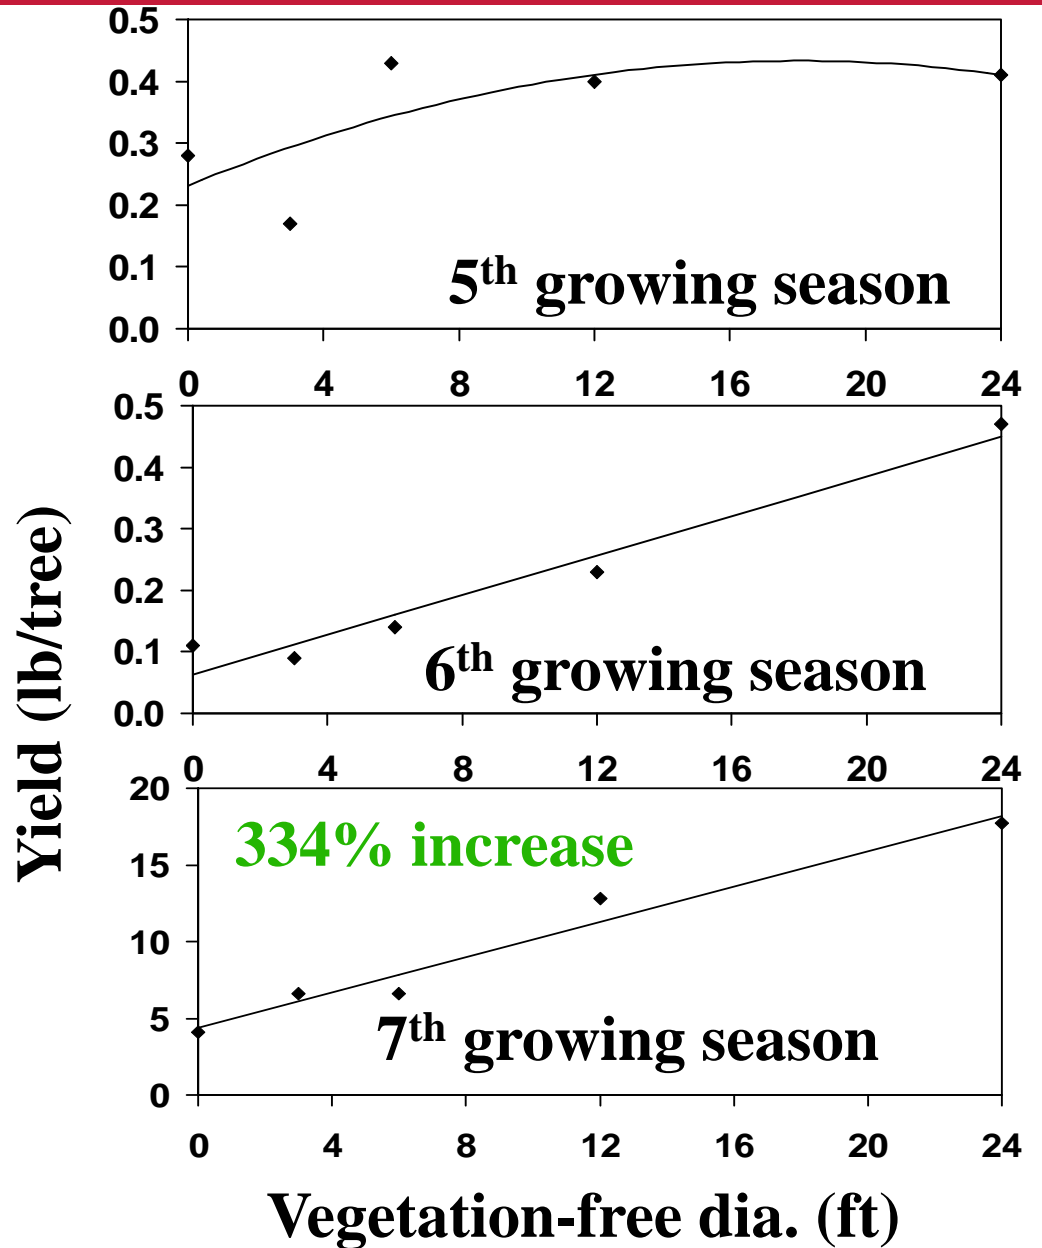 0.5
0.4
0.3
0.2
0.1
0.0
5th growing season
0 4 8 12 16 20 24
0.5
0.4
0.3
0.2
0.1
0.0
6th growing season
0 4 8 12 16 20 24
20
15
10
5
0
334% increase
7th growing season
0 4 8 12 16 20 24
Yield (lb/tree)
Vegetation-free dia. (ft)